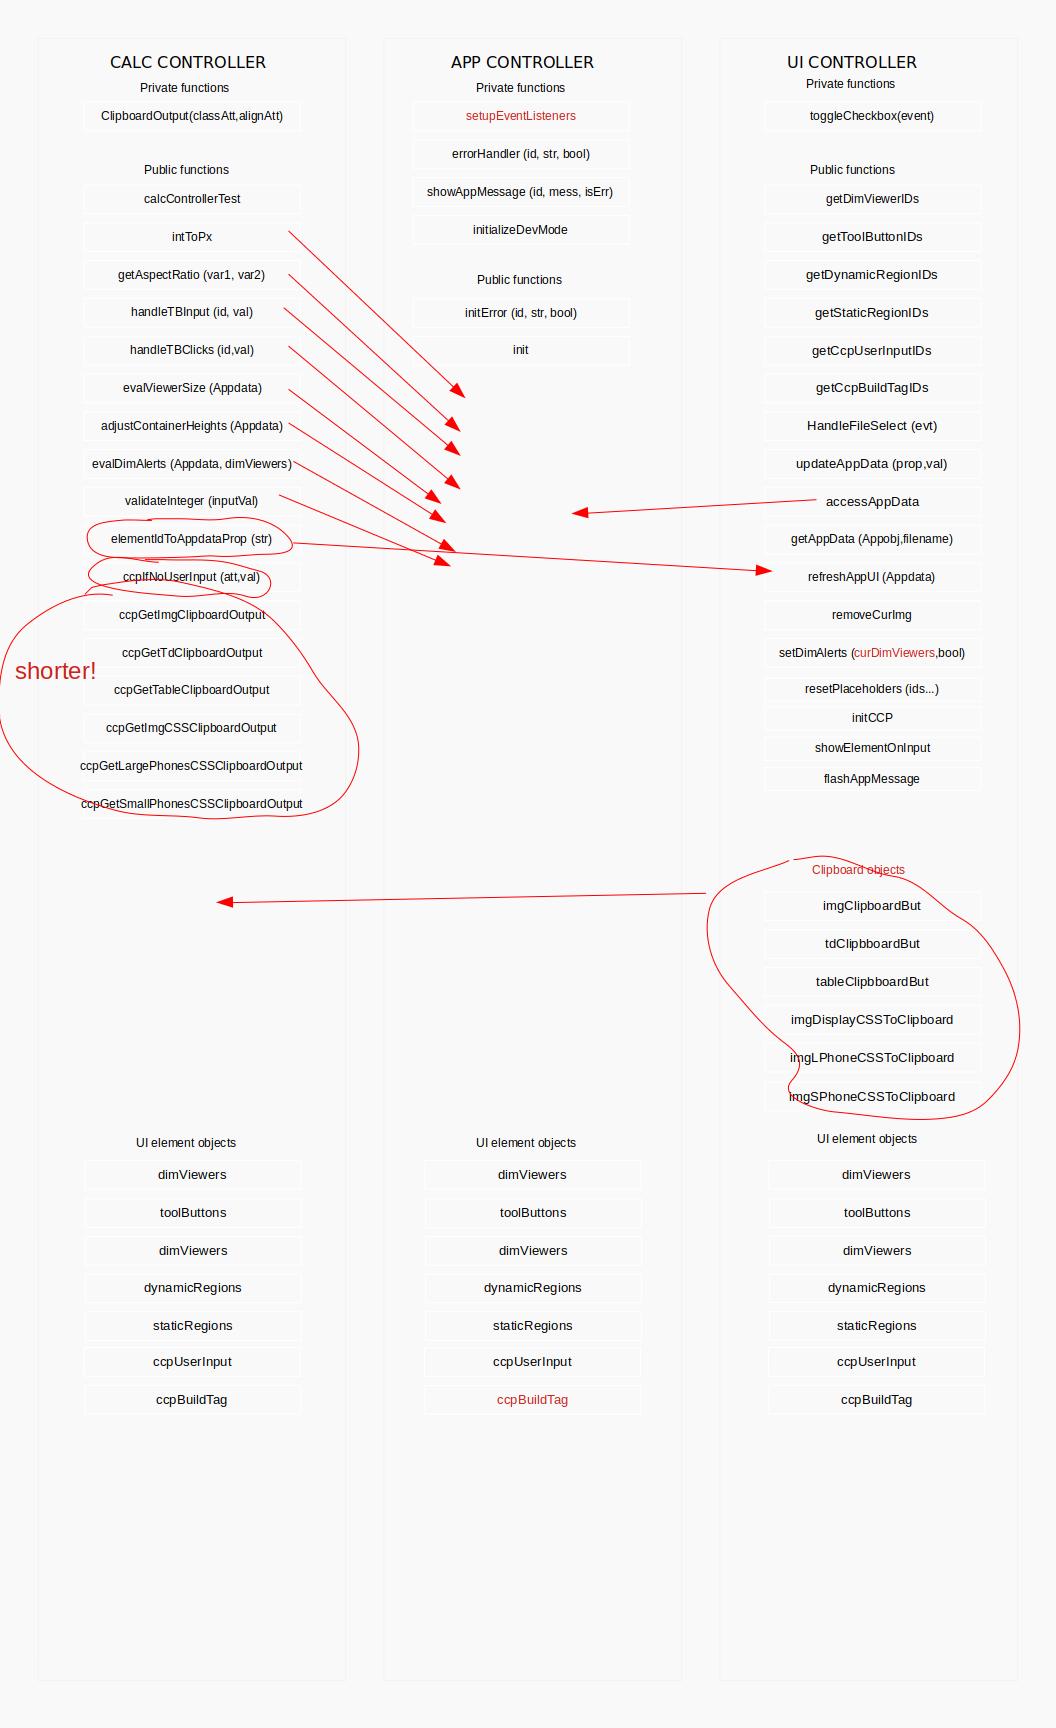 CALC CONTROLLER
Private functions
ClipboardOutput(classAtt,alignAtt)
Public functions
calcControllerTest
intToPx
getAspectRatio (var1, var2)
handleTBInput (id, val)
handleTBClicks (id,val)
evalViewerSize (Appdata)
adjustContainerHeights (Appdata)
evalDimAlerts (Appdata, dimViewers)
validateInteger (inputVal)
elementIdToAppdataProp (str)
ccpIfNoUserInput (att,val)
ccpGetImgClipboardOutput
ccpGetTdClipboardOutput
shorter!
ccpGetTableClipboardOutput
ccpGetImgCSSClipboardOutput
ccpGetLargePhonesCSSClipboardOutput
ccpGetSmallPhonesCSSClipboardOutput
UI element objects
dimViewers
toolButtons
dimViewers
dynamicRegions
staticRegions
ccpUserInput
ccpBuildTag
APP CONTROLLER
Private functions
setupEventListeners
errorHandler (id, str, bool)
showAppMessage (id, mess, isErr)
initializeDevMode
Public functions
initError (id, str, bool)
init
UI element objects
dimViewers
toolButtons
dimViewers
dynamicRegions
staticRegions
ccpUserInput
ccpBuildTag
UI CONTROLLER
Private functions
toggleCheckbox(event)
Public functions
getDimViewerIDs
getToolButtonIDs
getDynamicRegionIDs
getStaticRegionIDs
getCcpUserInputIDs
getCcpBuildTagIDs
HandleFileSelect (evt)
updateAppData (prop,val)
accessAppData
getAppData (Appobj,filename)
refreshAppUI (Appdata)
removeCurImg
setDimAlerts (curDimViewers,bool)
resetPlaceholders (ids...)
initCCP
showElementOnInput
flashAppMessage
Clipboard objects
imgClipboardBut
tdClipbboardBut
tableClipbboardBut
imgDisplayCSSToClipboard
imgLPhoneCSSToClipboard
imgSPhoneCSSToClipboard
UI element objects
dimViewers
toolButtons
dimViewers
dynamicRegions
staticRegions
ccpUserInput
ccpBuildTag